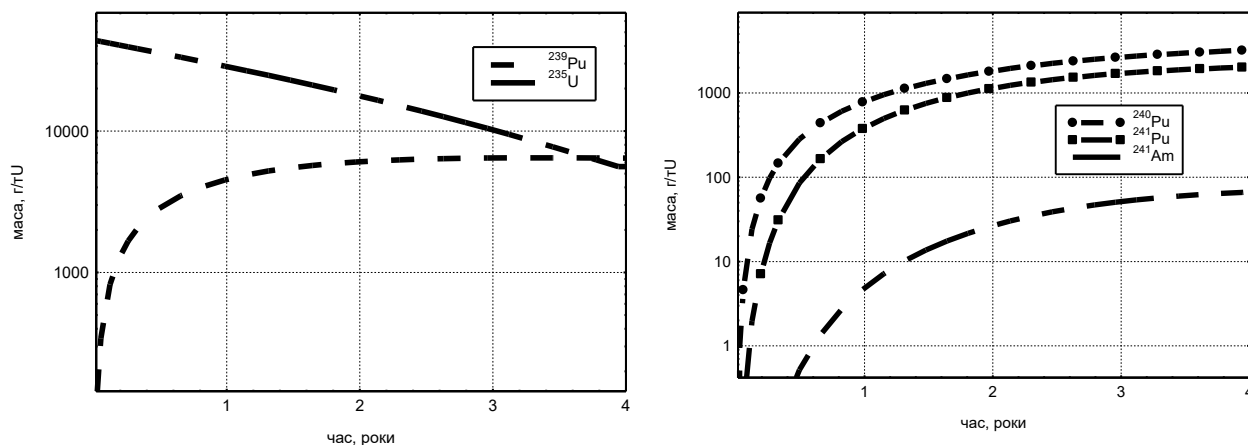 маса, г/тU
10000
1000
²³⁹Pu
²³⁵U
1 2 3 4
час, роки
маса, г/тU
1000
100
10
1
²⁴⁰Pu
²⁴¹Pu
²⁴¹Am
1 2 3 4
час, роки